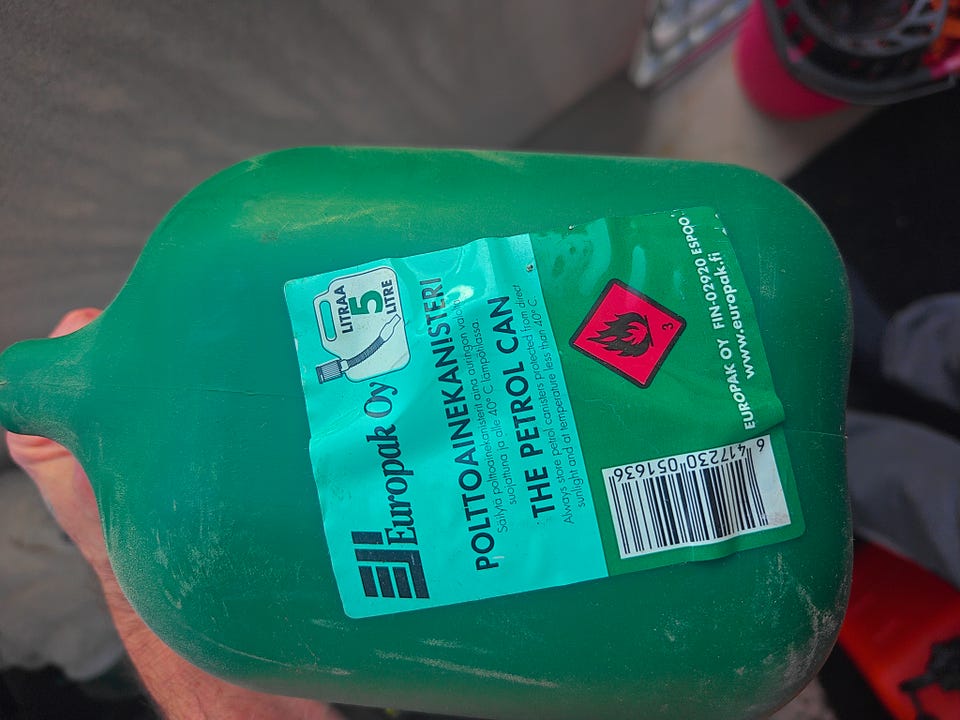 LITRAA
5
LITRE
Europak Oy
POLTTOAINEKANISTERI
Säilytä polttoainekanisterit aina auringon valolta
suojattuna ja alle 40° C lämpötilassa
THE PETROL CAN
Always store petrol canisters protected from direct
sunlight and at temperature less than 40° C
3
EUROPAK OY FIN-02920 ESPOO
www.europak.fi
6 417230 051636